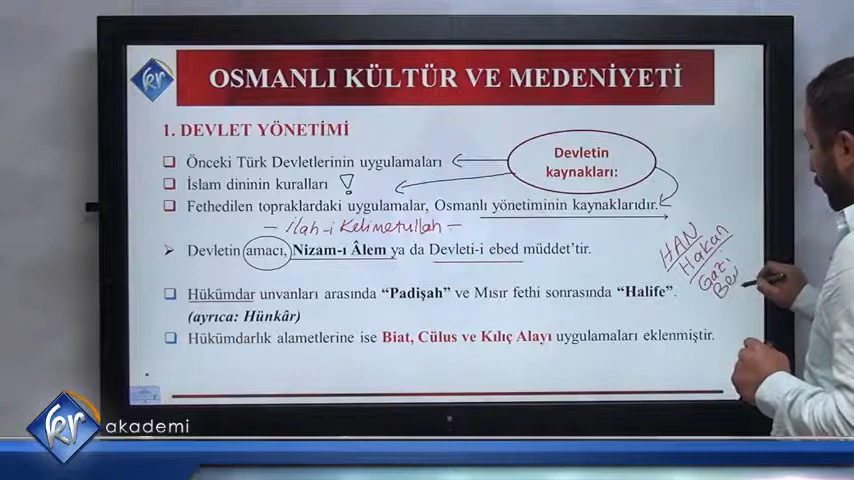 OSMANLI KÜLTÜR VE MEDENİYETİ
1. DEVLET YÖNETİMİ
Devletin
kaynakları:
Önceki Türk Devletlerinin uygulamaları
İslam dininin kuralları
Fethedilen topraklardaki uygulamalar, Osmanlı yönetiminin kaynaklarıdır.
- İlah-i Kelimetullah -
Devletin amacı, Nizam-ı Âlem ya da Devlet-i ebed müddet’tir.
HAN
Hakan
Gazi
Bey
Hükümdar unvanları arasında “Padişah” ve Mısır fethi sonrasında “Halife”.
(ayrıca: Hünkâr)
Hükümdarlık alametlerine ise Biat, Cülus ve Kılıç Alayı uygulamaları eklenmiştir.
kr akademi